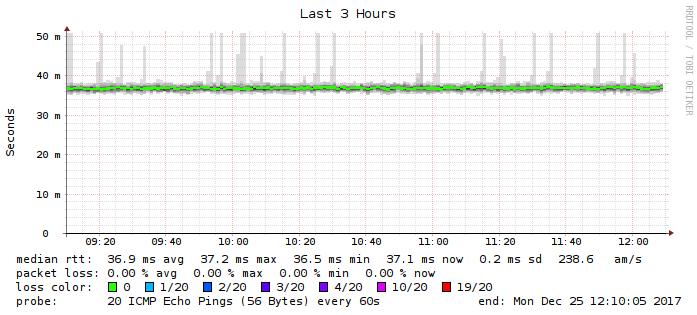 Last 3 Hours
RRDTOOL / TOBI OETIKER
Seconds
50 m
40 m
30 m
20 m
10 m
0
09:20 09:40 10:00 10:20 10:40 11:00 11:20 11:40 12:00
median rtt: 36.9 ms avg 37.2 ms max 36.5 ms min 37.1 ms now 0.2 ms sd 238.6 am/s
packet loss: 0.00 % avg 0.00 % max 0.00 % min 0.00 % now
loss color: 0 1/20 2/20 3/20 4/20 10/20 19/20
probe: 20 ICMP Echo Pings (56 Bytes) every 60s end: Mon Dec 25 12:10:05 2017